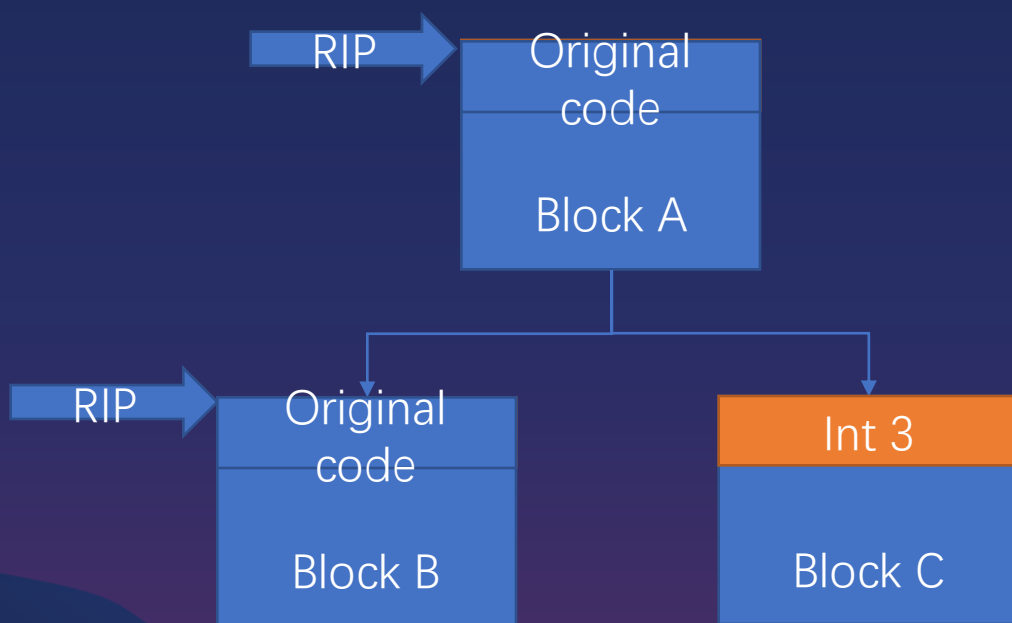 RIP
Original
code
Block A
RIP
Original
code
Int 3
Block B
Block C